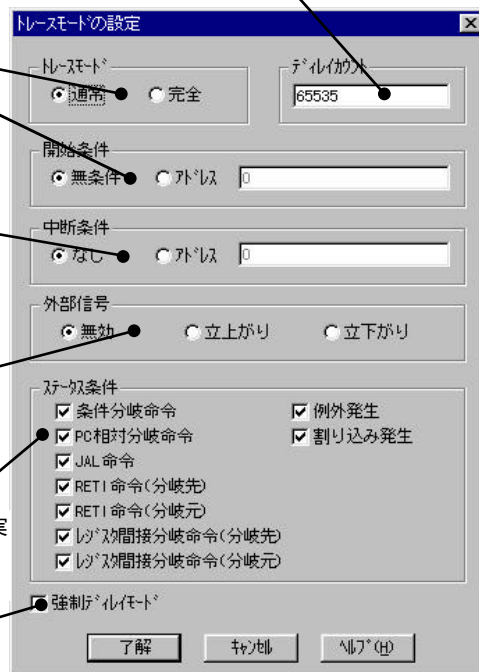 トレースモードの設定
トレースモード
通常 完全
ディレイカウント
65535
開始条件
無条件 アドレス 0
中断条件
なし アドレス 0
外部信号
無効 立上がり 立下がり
ステータス条件
条件分岐命令 例外発生
PC相対分岐命令 割り込み発生
JAL命令
RETI命令(分岐先)
RETI命令(分岐元)
実
レジスタ間接分岐命令(分岐先)
レジスタ間接分岐命令(分岐元)
強制ディレイモード
了解 キャンセル ヘルプ(H)